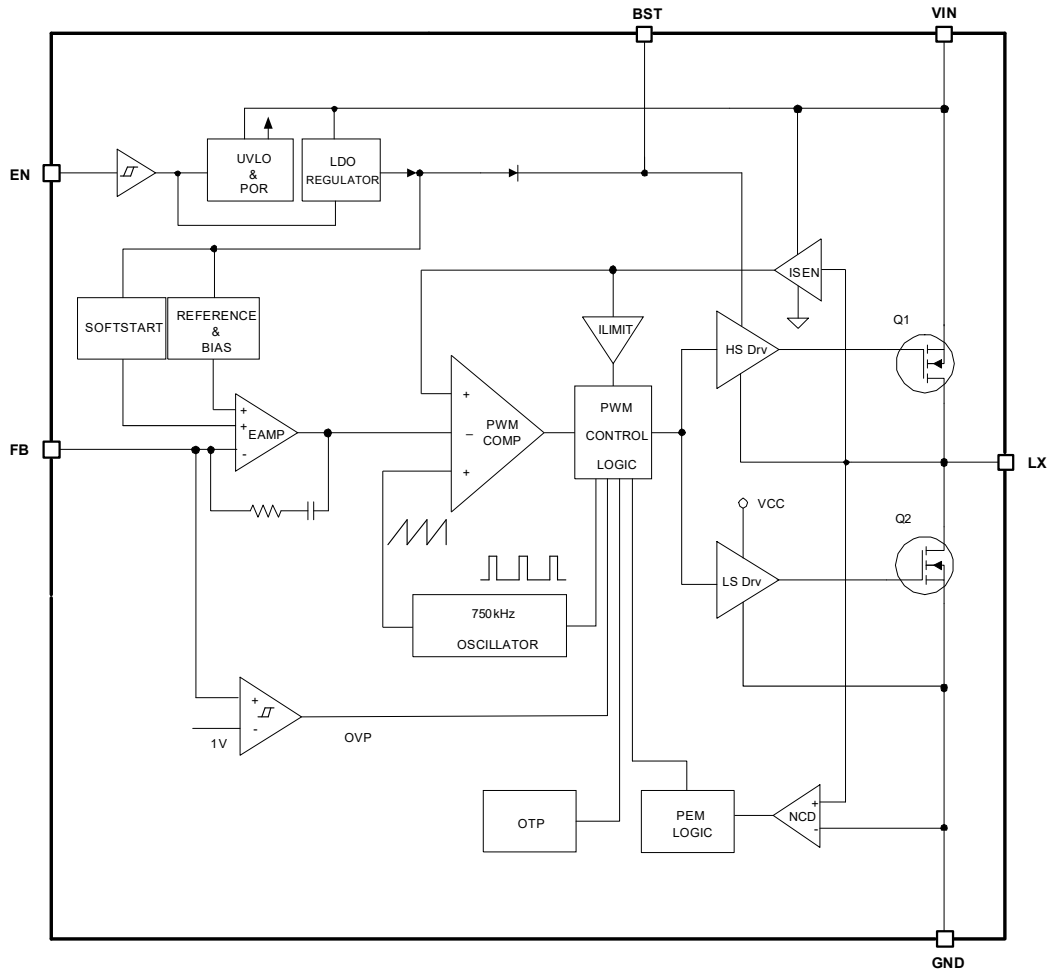 BST
VIN
EN
UVLO
&
POR
LDO
REGULATOR
ISEN
SOFTSTART
REFERENCE
&
BIAS
ILIMIT
HS Drv
Q1
+
+
-
EAMP
+
−
+
PWM
COMP
PWM
CONTROL
LOGIC
FB
LX
VCC
Q2
LS Drv
750kHz
OSCILLATOR
+
-
1V
OVP
OTP
PEM
LOGIC
+
-
NCD
GND